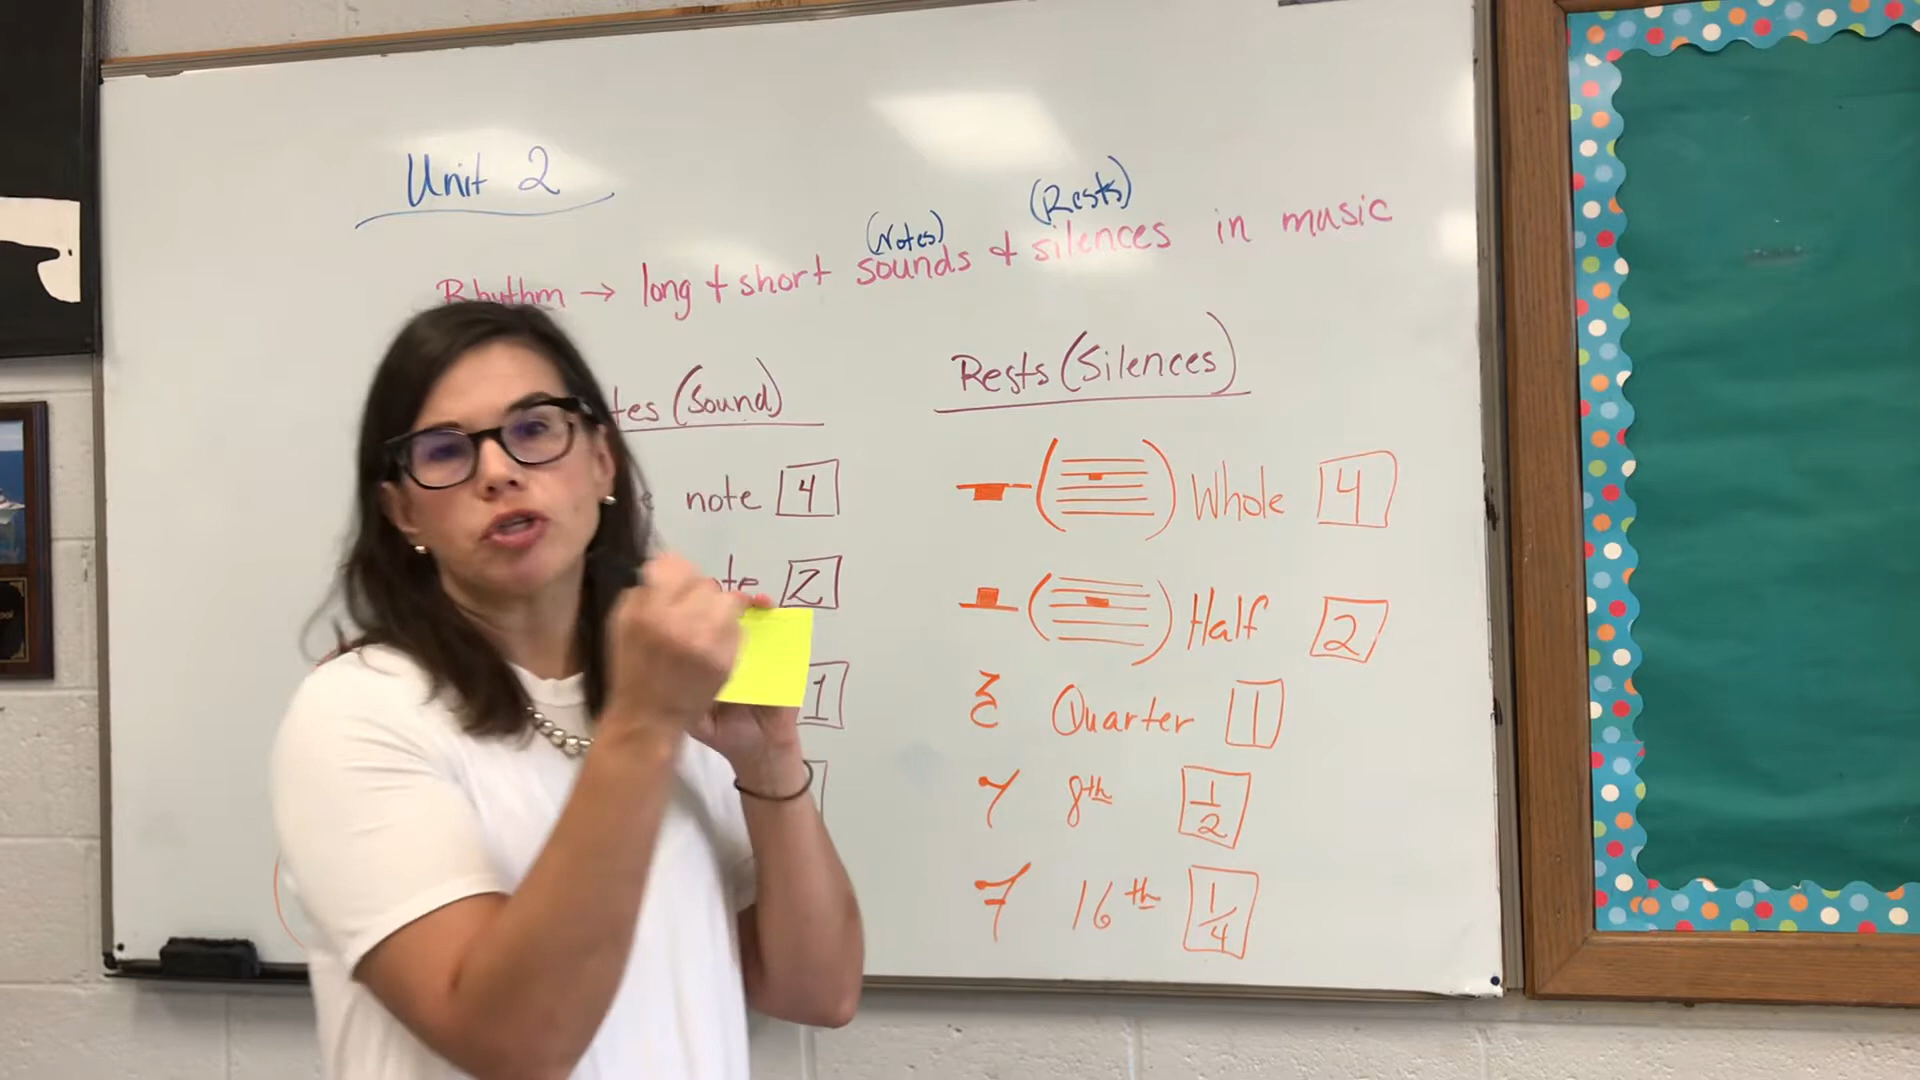 Unit 2
(Notes) (Rests)
Rhythm → long + short sounds + silences in music
tes (Sound)
e note 4
ote 2
1
Rests (Silences)
Whole 4
Half 2
Quarter 1
8th 1/2
16th 1/4